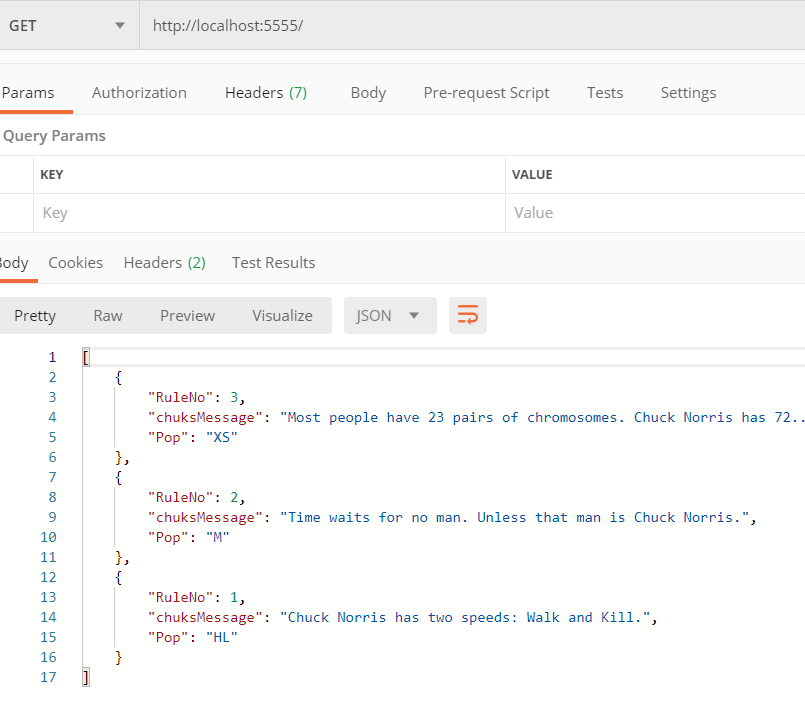 GET http://localhost:5555/
Params Authorization Headers (7) Body Pre-request Script Tests Settings
Query Params
KEY VALUE
Key Value
Body Cookies Headers (2) Test Results
Pretty Raw Preview Visualize JSON
1 [
2 {
3 "RuleNo": 3,
4 "chuksMessage": "Most people have 23 pairs of chromosomes. Chuck Norris has 72..
5 "Pop": "XS"
6 },
7 {
8 "RuleNo": 2,
9 "chuksMessage": "Time waits for no man. Unless that man is Chuck Norris.",
10 "Pop": "M"
11 },
12 {
13 "RuleNo": 1,
14 "chuksMessage": "Chuck Norris has two speeds: Walk and Kill.",
15 "Pop": "HL"
16 }
17 ]